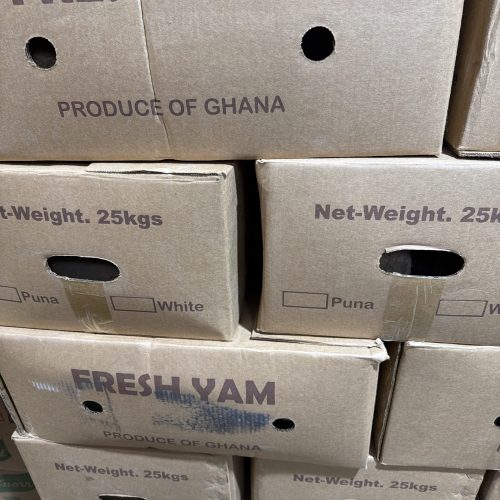 PRODUCE OF GHANA
t-Weight. 25kgs
Puna White
Net-Weight. 25k
Puna W
FRESH YAM
PRODUCE OF GHANA
Net-Weight. 25kgs
Net-Weight. 25kgs